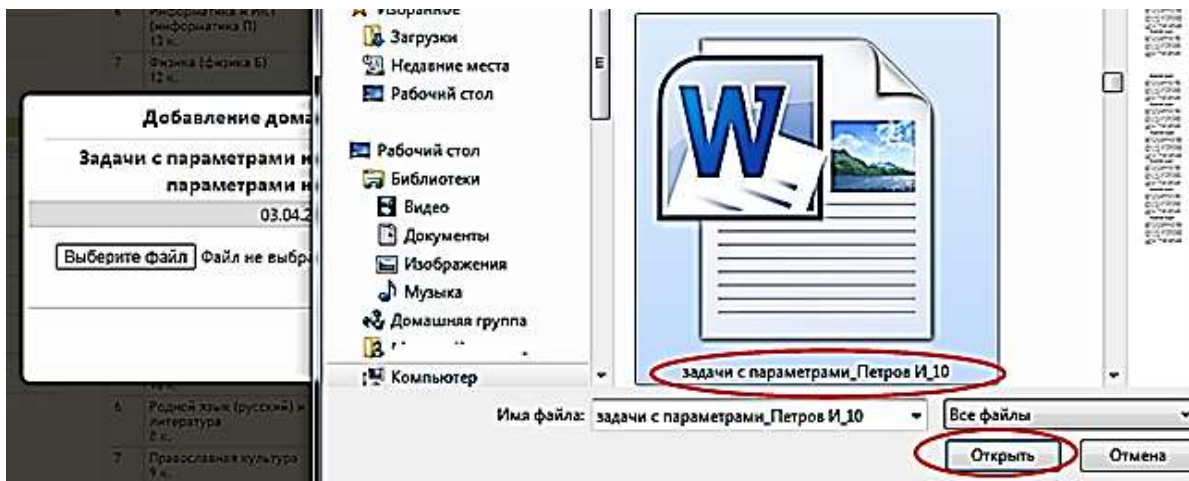 6 Информатика и ИКТ
(информатика П)
12 к.
7 Физика (физика Б)
12 к.
Добавление дома
Задачи с параметрами н
параметрами н
03.04.2
Выберите файл Файл не выбра
6 Родной язык (русский) и
литература
8 к.
7 Православная культура
9 к.
Избранное
Загрузки
Недавние места
Рабочий стол
Рабочий стол
Библиотеки
Видео
Документы
Изображения
Музыка
Домашняя группа
Компьютер
W
задачи с параметрами_Петров И_10
Имя файла: задачи с параметрами_Петров И_10 Все файлы
Открыть Отмена